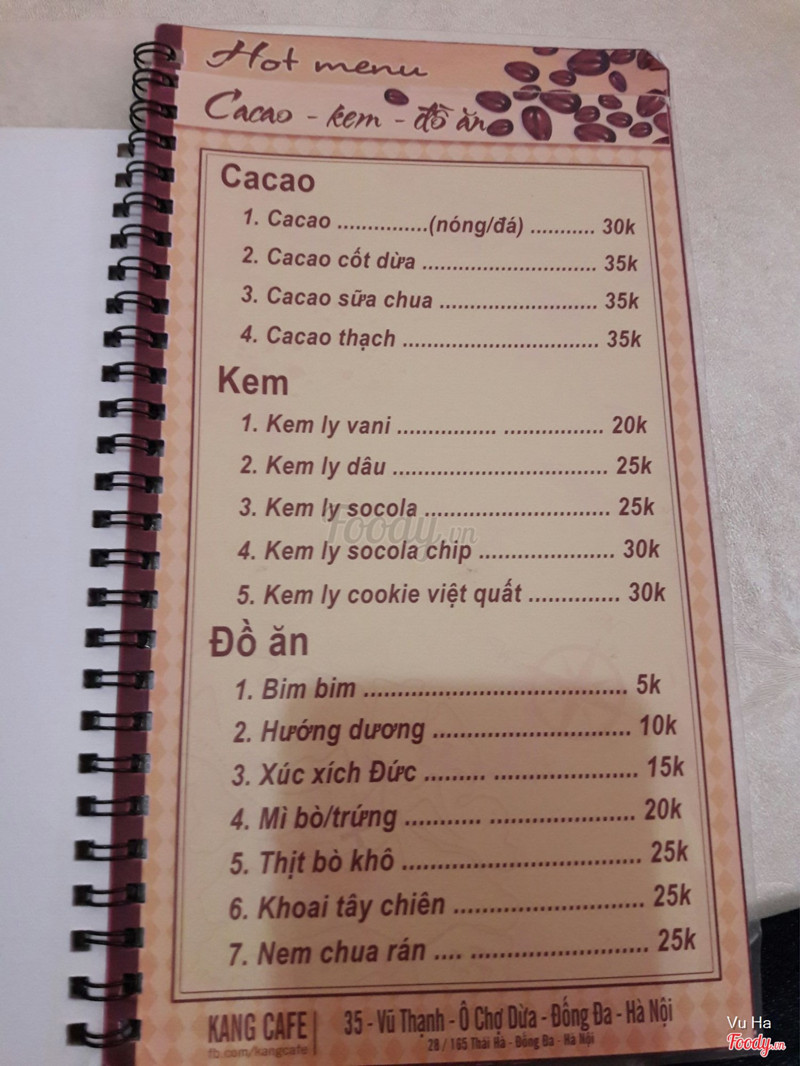 Hot menu
Cacao - kem - đồ ăn
Cacao
1. Cacao ...............(nóng/đá) ........... 30k
2. Cacao cốt dừa .............................. 35k
3. Cacao sữa chua ........................... 35k
4. Cacao thạch .................................. 35k
Kem
1. Kem ly vani ................. ................. 20k
2. Kem ly dâu ..................................... 25k
3. Kem ly socola ................................ 25k
4. Kem ly socola chip ....................... 30k
5. Kem ly cookie việt quất .............. 30k
Đồ ăn
1. Bim bim ........................................ 5k
2. Hướng dương .............................. 10k
3. Xúc xích Đức ......... ...................... 15k
4. Mì bò/trứng ........... ...................... 20k
5. Thịt bò khô .................................... 25k
6. Khoai tây chiên ............................. 25k
7. Nem chua rán .... ........................... 25k
KANG CAFE | 35 - Vũ Thạnh - Ô Chợ Dừa - Đống Đa - Hà Nội
fb.com/kangcafe 28 / 165 Thái Hà - Đống Đa - Hà Nội
Foody.vn
Vu Ha
Foody.vn